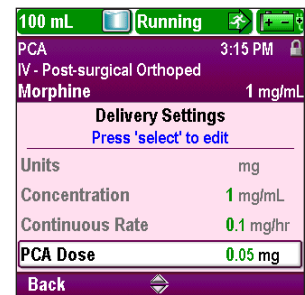 100 mL Running
PCA 3:15 PM
IV - Post-surgical Orthoped
Morphine 1 mg/mL
Delivery Settings
Press 'select' to edit
Units mg
Concentration 1 mg/mL
Continuous Rate 0.1 mg/hr
PCA Dose 0.05 mg
Back